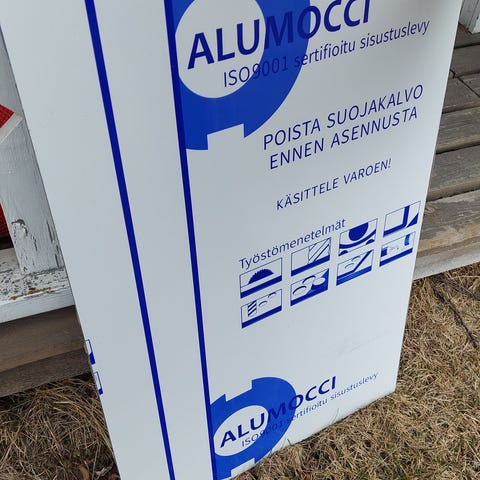 ALUMOCCI
ISO9001 sertifioitu sisustuslevy
POISTA SUOJAKALVO
ENNEN ASENNUSTA
KÄSITTELE VAROEN!
Työstömenetelmät
ALUMOCCI
ISO9001 sertifioitu sisustuslevy